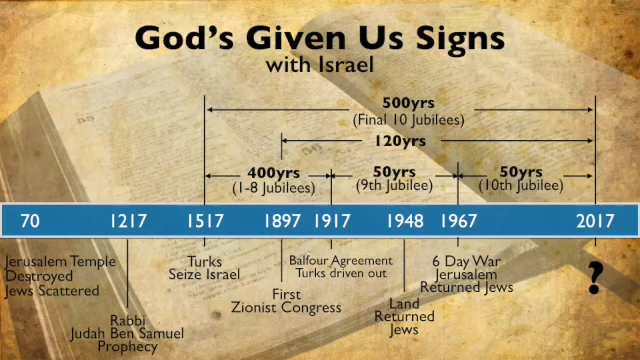 God's Given Us Signs
with Israel
500yrs
(Final 10 Jubilees)
120yrs
400yrs
(1-8 Jubilees)
50yrs
(9th Jubilee)
50yrs
(10th Jubilee)
70 1217 1517 1897 1917 1948 1967 2017
Jerusalem Temple
Destroyed
Jews Scattered
Rabbi
Judah Ben Samuel
Prophecy
Turks
Seize Israel
First
Zionist Congress
Balfour Agreement
Turks driven out
Land
Returned
Jews
6 Day War
Jerusalem
Returned Jews
?